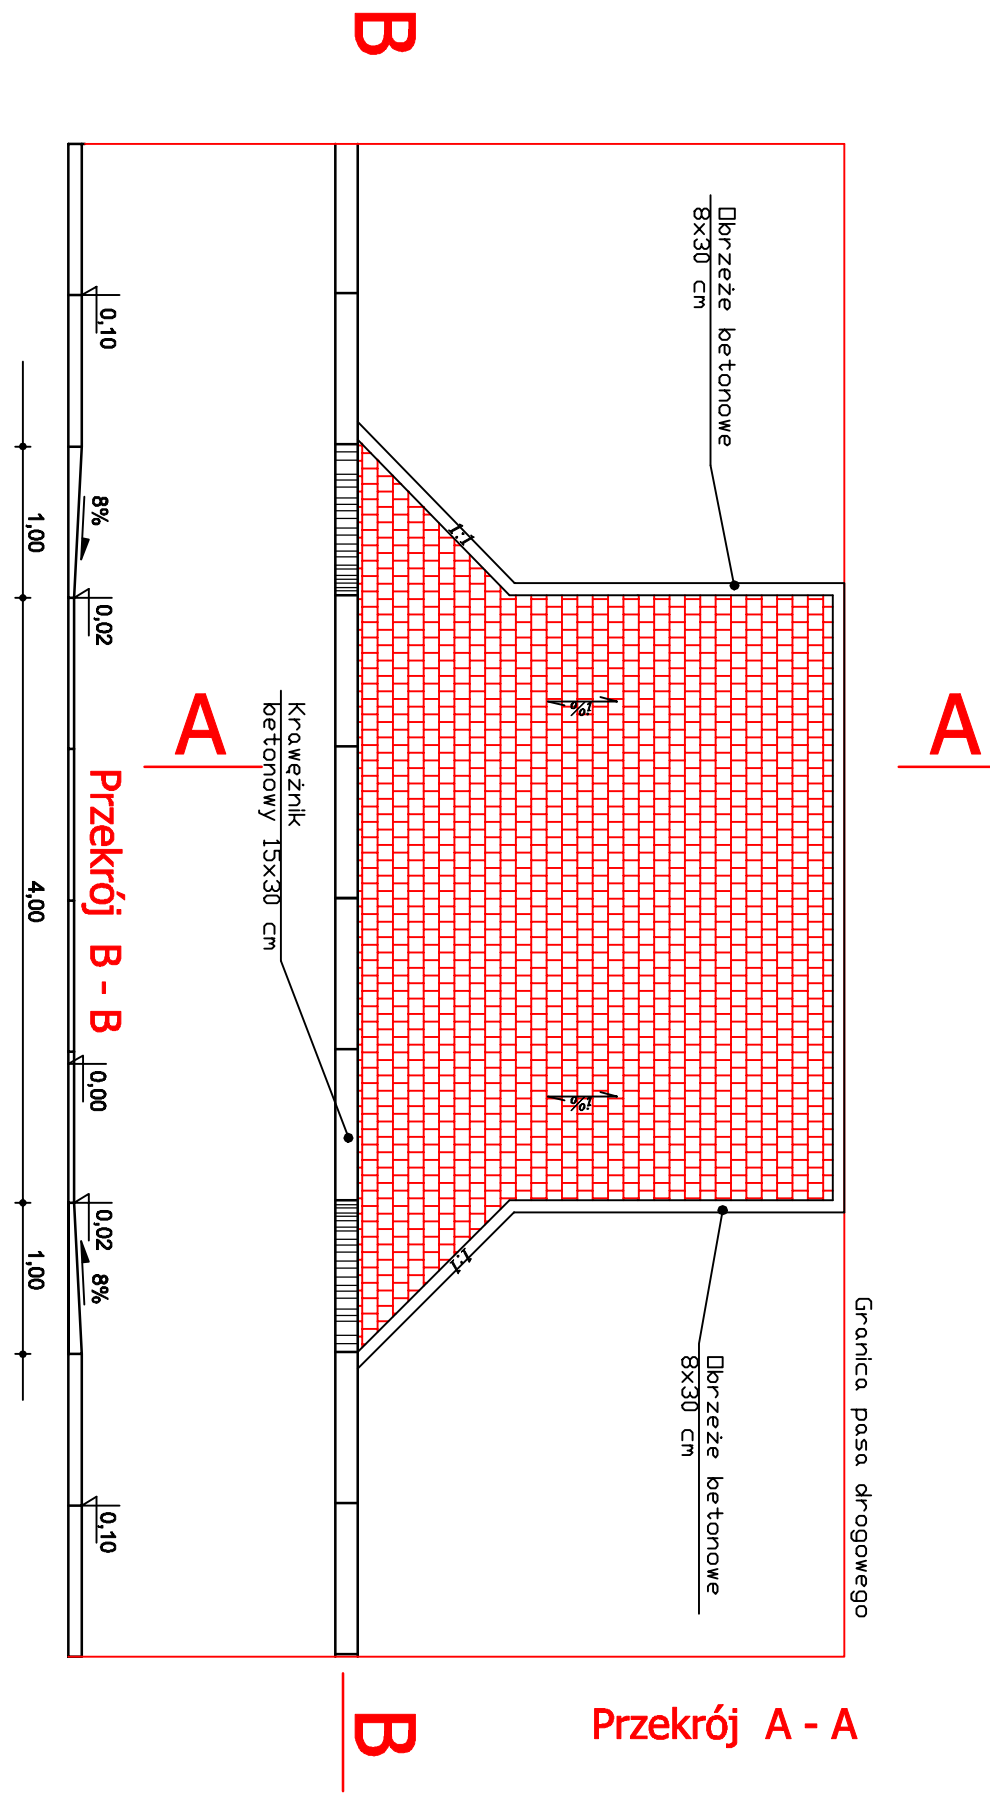 B
Obrzeże betonowe
8x30 cm
0,10
8%
1,00
0,02
1:1
A
A
Krawężnik
betonowy 15x30 cm
Przekrój B - B
4,00
0,00
0,02
8%
1,00
1:1
Obrzeże betonowe
8x30 cm
Granica pasa drogowego
0,10
B
Przekrój A - A